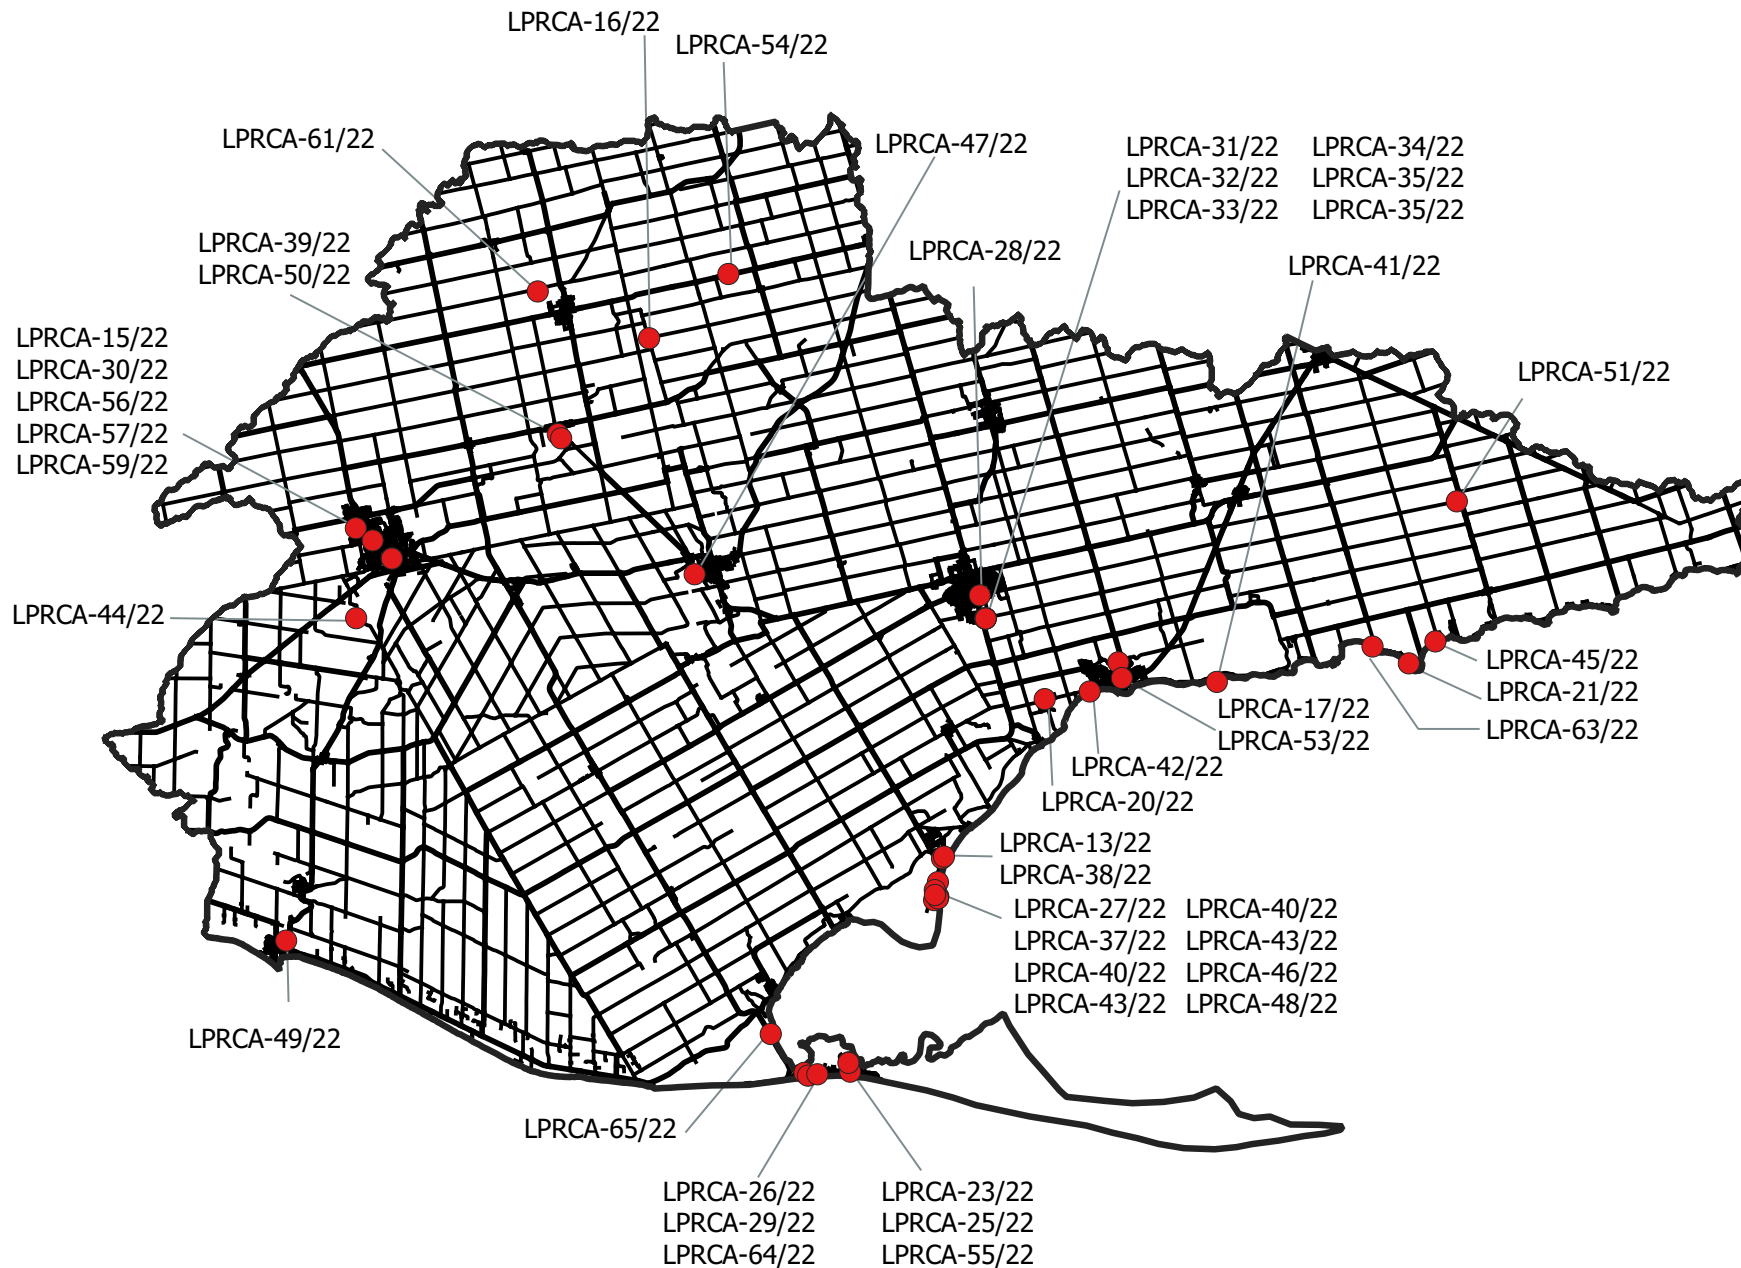 LPRCA-16/22
LPRCA-54/22
LPRCA-61/22
LPRCA-47/22
LPRCA-31/22 LPRCA-34/22
LPRCA-32/22 LPRCA-35/22
LPRCA-33/22 LPRCA-35/22
LPRCA-39/22
LPRCA-50/22
LPRCA-28/22
LPRCA-41/22
LPRCA-15/22
LPRCA-30/22
LPRCA-56/22
LPRCA-57/22
LPRCA-59/22
LPRCA-51/22
LPRCA-44/22
LPRCA-45/22
LPRCA-21/22
LPRCA-63/22
LPRCA-17/22
LPRCA-53/22
LPRCA-42/22
LPRCA-20/22
LPRCA-13/22
LPRCA-38/22
LPRCA-27/22 LPRCA-40/22
LPRCA-37/22 LPRCA-43/22
LPRCA-40/22 LPRCA-46/22
LPRCA-43/22 LPRCA-48/22
LPRCA-49/22
LPRCA-65/22
LPRCA-26/22 LPRCA-23/22
LPRCA-29/22 LPRCA-25/22
LPRCA-64/22 LPRCA-55/22